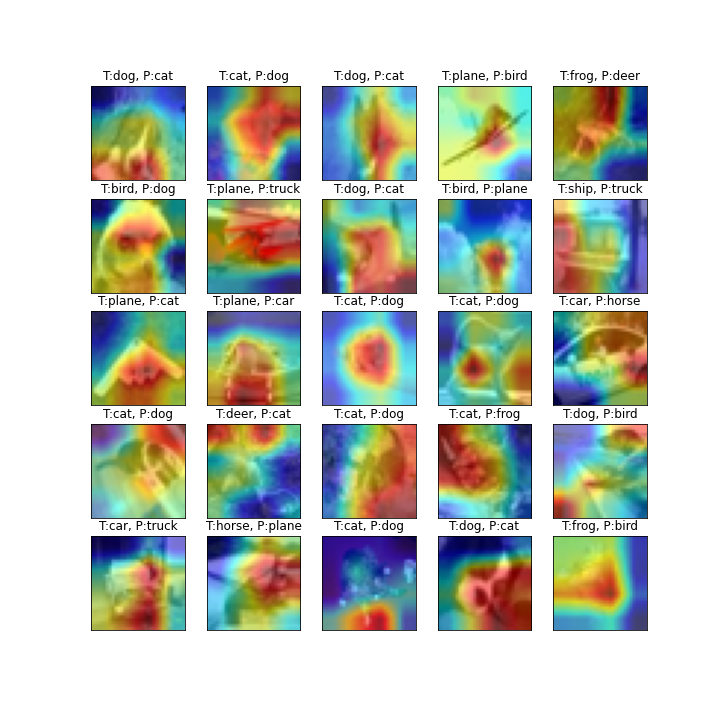 T:dog, P:cat T:cat, P:dog T:dog, P:cat T:plane, P:bird T:frog, P:deer
T:bird, P:dog T:plane, P:truck T:dog, P:cat T:bird, P:plane T:ship, P:truck
T:plane, P:cat T:plane, P:car T:cat, P:dog T:cat, P:dog T:car, P:horse
T:cat, P:dog T:deer, P:cat T:cat, P:dog T:cat, P:frog T:dog, P:bird
T:car, P:truck T:horse, P:plane T:cat, P:dog T:dog, P:cat T:frog, P:bird